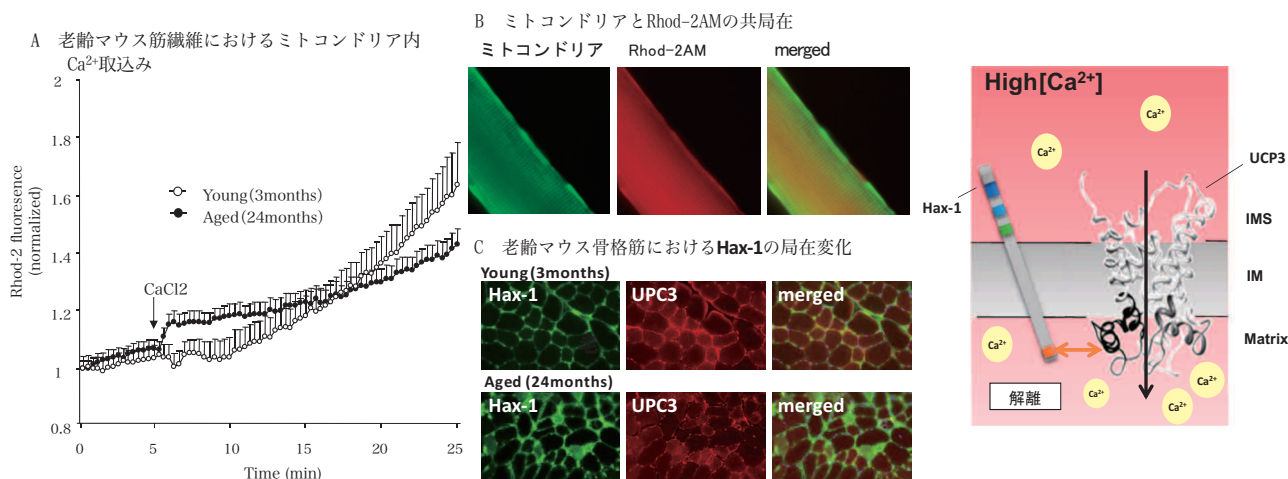 A 老齢マウス筋繊維におけるミトコンドリア内
Ca²⁺取込み
2
1.8
1.6
1.4
1.2
1
0.8
Rhod-2 fluorescence
(normalized)
Young (3months)
Aged (24months)
CaCl2
0
5
10
15
20
25
Time (min)
B ミトコンドリアとRhod-2AMの共局在
ミトコンドリア
Rhod-2AM
merged
C 老齢マウス骨格筋におけるHax-1の局在変化
Young (3months)
Hax-1
UPC3
merged
Aged (24months)
Hax-1
UPC3
merged
High[Ca²⁺]
Ca²⁺
Ca²⁺
UCP3
Hax-1
IMS
IM
Matrix
Ca²⁺
Ca²⁺
Ca²⁺
Ca²⁺
解離